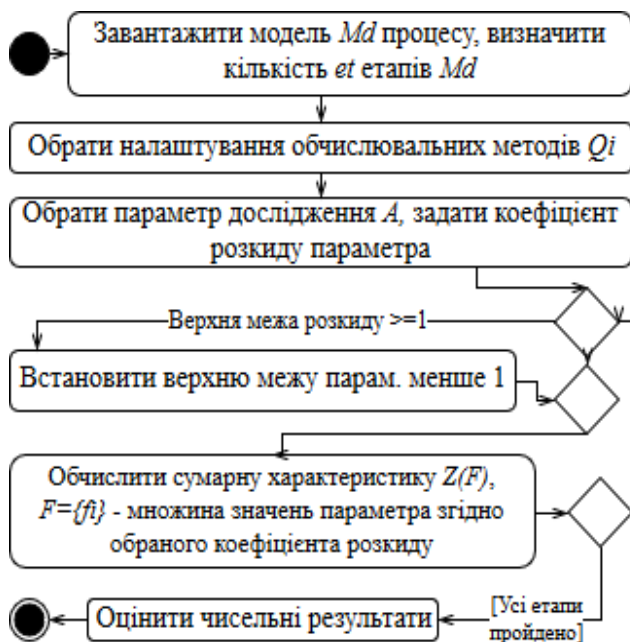 Завантажити модель Md процесу, визначити
кількість et етапів Md
Обрати налаштування обчислювальних методів Qi
Обрати параметр дослідження A, задати коефіцієнт
розкиду параметра
Верхня межа розкиду >=1
Встановити верхню межу парам. менше 1
Обчислити сумарну характеристику Z(F),
F={fi} - множина значень параметра згідно
обраного коефіцієнта розкиду
[Усі етапи
пройдено]
Оцінити чисельні результати